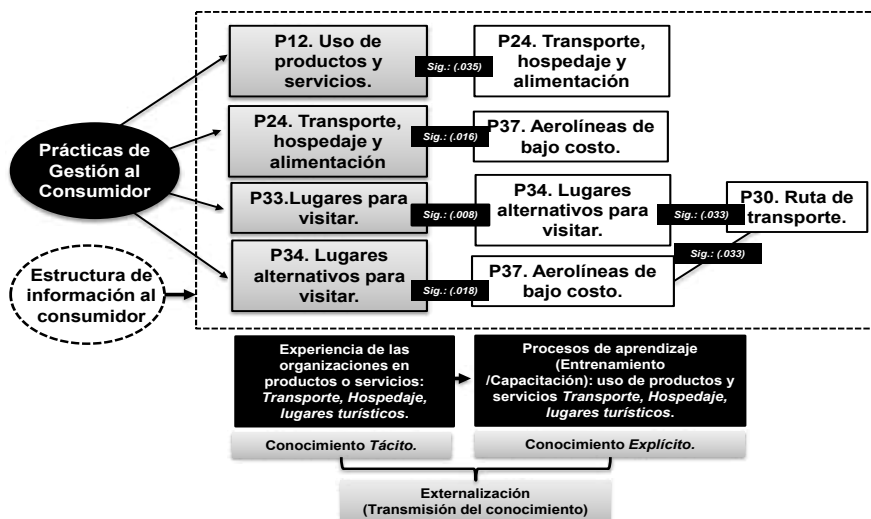 P12. Uso de
productos y
servicios.
Sig.: (.035)
P24. Transporte,
hospedaje y
alimentación
P24. Transporte,
hospedaje y
alimentación
Sig.: (.016)
P37. Aerolíneas de
bajo costo.
Prácticas de
Gestión al
Consumidor
P33.Lugares para
visitar.
Sig.: (.008)
P34. Lugares
alternativos para
visitar.
Sig.: (.033)
P30. Ruta de
transporte.
Sig.: (.033)
P34. Lugares
alternativos para
visitar.
Sig.: (.018)
P37. Aerolíneas de
bajo costo.
Estructura de
información al
consumidor
Experiencia de las
organizaciones en
productos o servicios:
Transporte, Hospedaje,
lugares turísticos.
Procesos de aprendizaje
(Entrenamiento
/Capacitación): uso de productos y
servicios Transporte, Hospedaje,
lugares turísticos.
Conocimiento Tácito.
Conocimiento Explícito.
Externalización
(Transmisión del conocimiento)